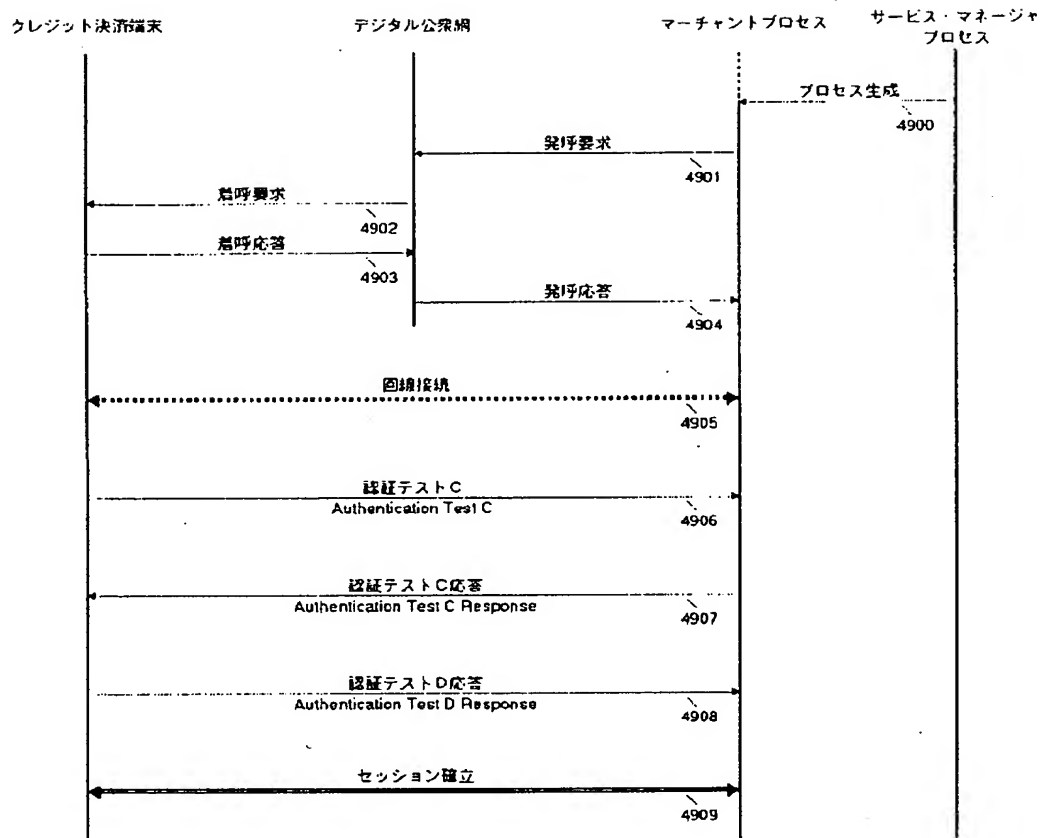 クレジット決済端末
デジタル公衆網
マーチャントプロセス
サービス・マネージャ
プロセス
プロセス生成
4900
発呼要求
4901
着呼要求
4902
着呼応答
4903
発呼応答
4904
回線接続
4905
認証テストC
Authentication Test C
4906
認証テストC応答
Authentication Test C Response
4907
認証テストD応答
Authentication Test D Response
4908
セッション確立
4909